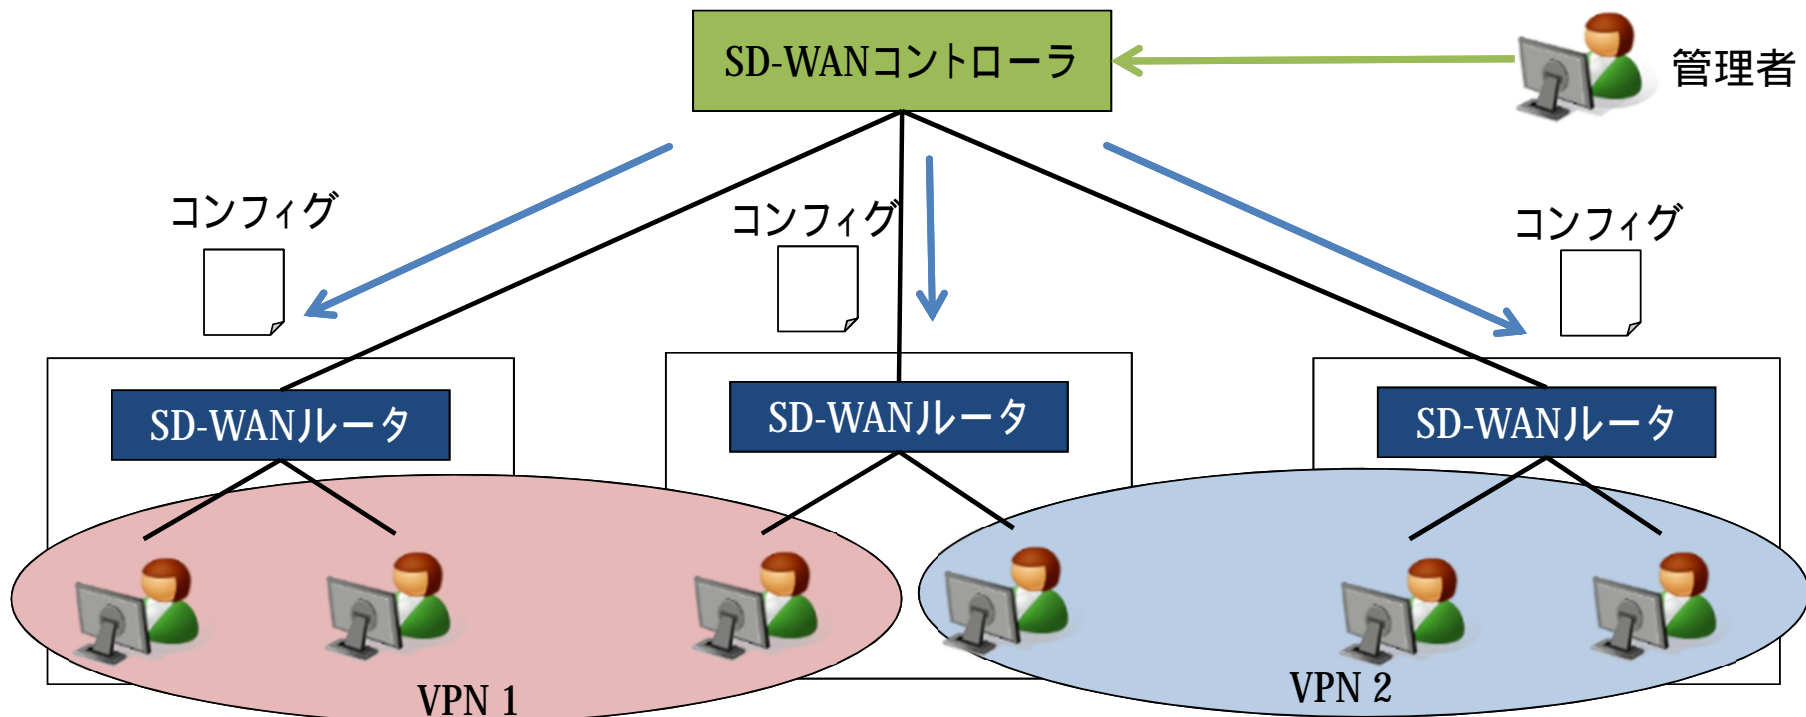 SD-WANコントローラ
管理者
コンフィグ
コンフィグ
コンフィグ
SD-WANルータ
SD-WANルータ
SD-WANルータ
VPN 1
VPN 2